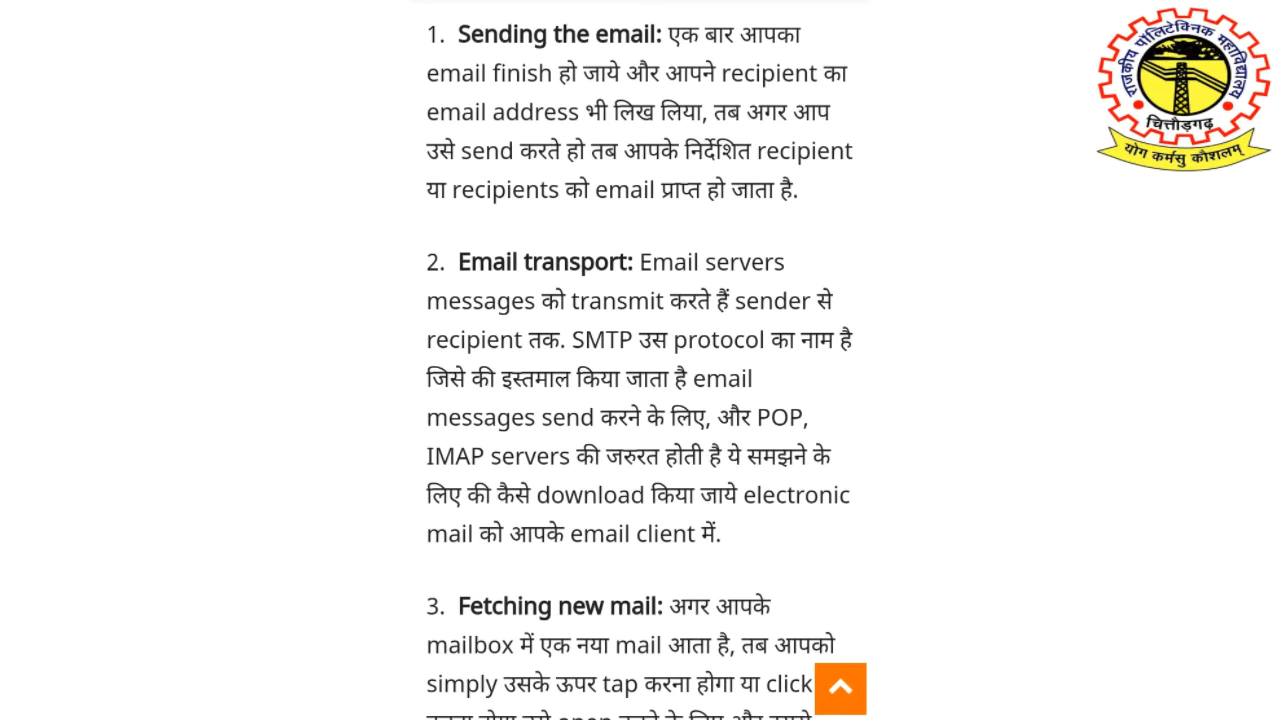 1. Sending the email: एक बार आपका
email finish हो जाये और आपने recipient का
email address भी लिख लिया, तब अगर आप
उसे send करते हो तब आपके निर्देशित recipient
या recipients को email प्राप्त हो जाता है.
2. Email transport: Email servers
messages को transmit करते हैं sender से
recipient तक. SMTP उस protocol का नाम है
जिसे की इस्तमाल किया जाता है email
messages send करने के लिए, और POP,
IMAP servers की जरुरत होती है ये समझने के
लिए की कैसे download किया जाये electronic
mail को आपके email client में.
3. Fetching new mail: अगर आपके
mailbox में एक नया mail आता है, तब आपको
simply उसके ऊपर tap करना होगा या click
राजकीय पॉलिटेक्निक महाविद्यालय
चित्तौड़गढ़
योग कर्मसु कौशलम्